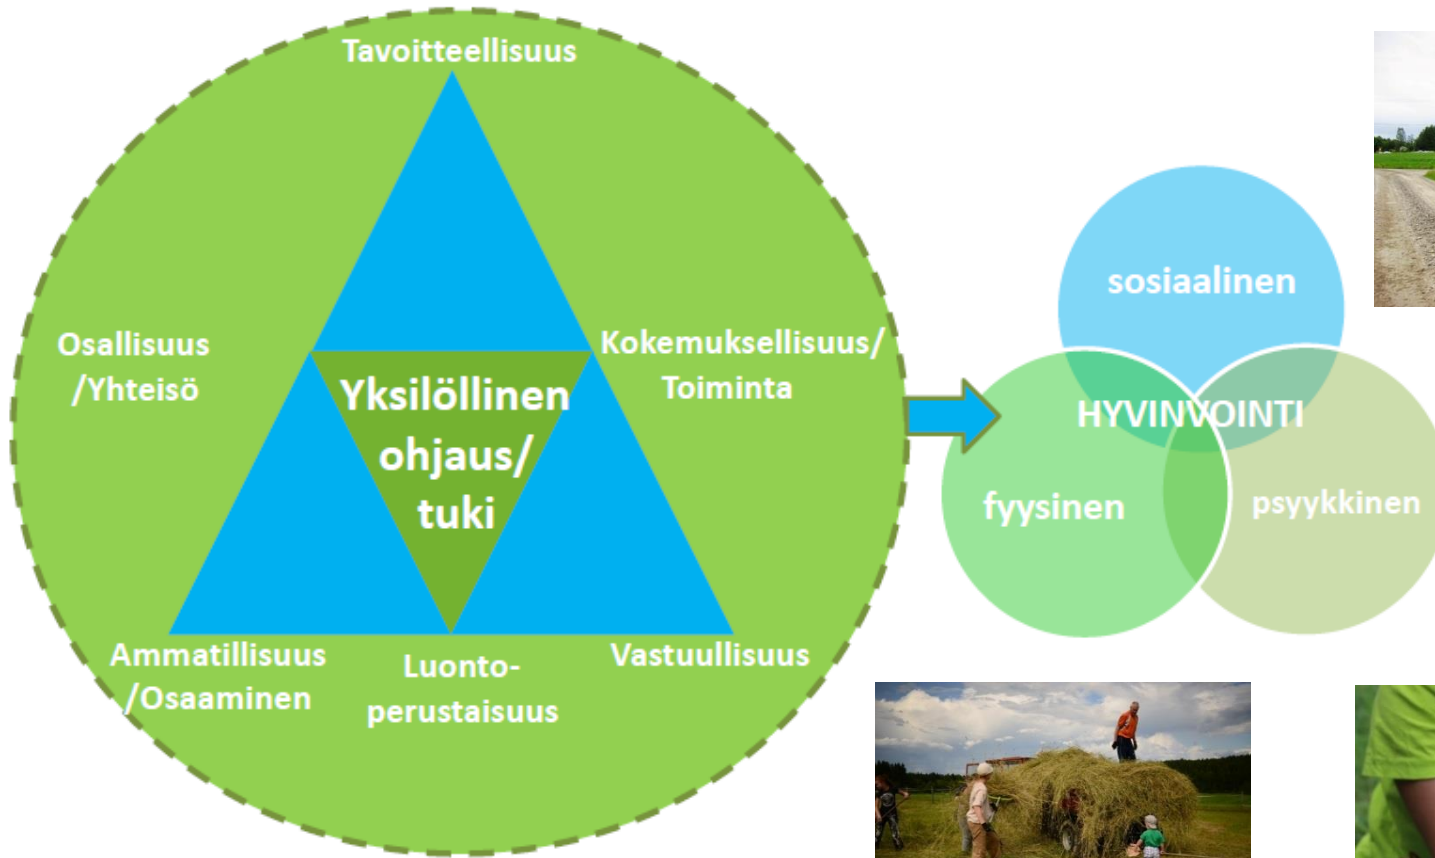 Tavoitteellisuus
Osallisuus
/Yhteisö
Kokemuksellisuus/
Toiminta
Yksilöllinen
ohjaus/
tuki
Ammatillisuus
/Osaaminen
Luonto-
perustaisuus
Vastuullisuus
sosiaalinen
HYVINVOINTI
fyysinen
psyykkinen